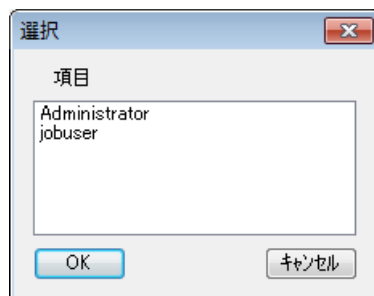 選択
項目
Administrator
jobuser
OK
ｷｬﾝｾﾙ